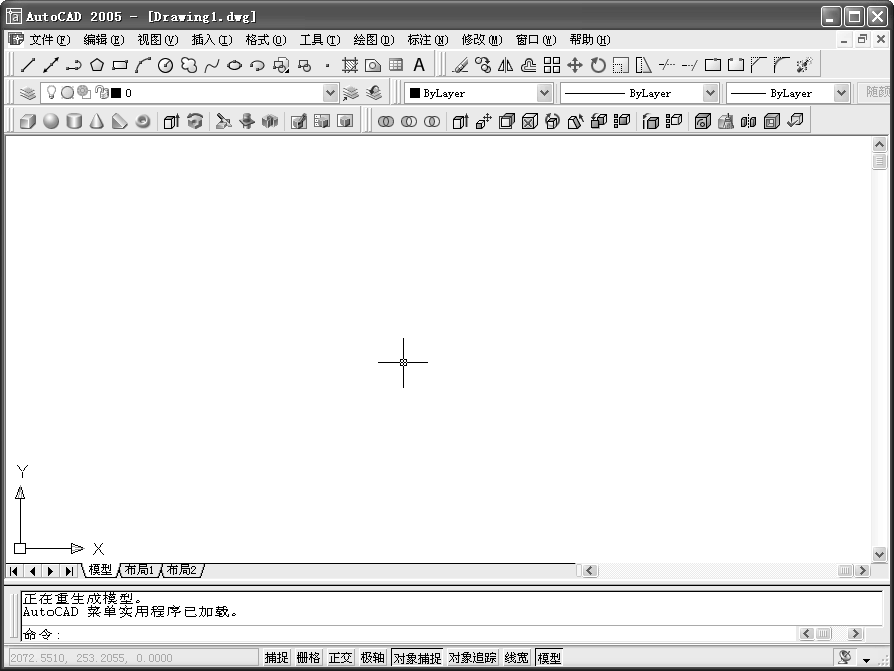 AutoCAD 2005 - [Drawing1.dwg]
文件(F) 编辑(E) 视图(V) 插入(I) 格式(O) 工具(T) 绘图(D) 标注(N) 修改(M) 窗口(W) 帮助(H)
A
0 ByLayer ByLayer ByLayer 随颜
Y
X
模型 布局1 布局2
正在重生成模型。
AutoCAD 菜单实用程序已加载。
命令:
2072.5510, 253.2055, 0.0000 捕捉 栅格 正交 极轴 对象捕捉 对象追踪 线宽 模型